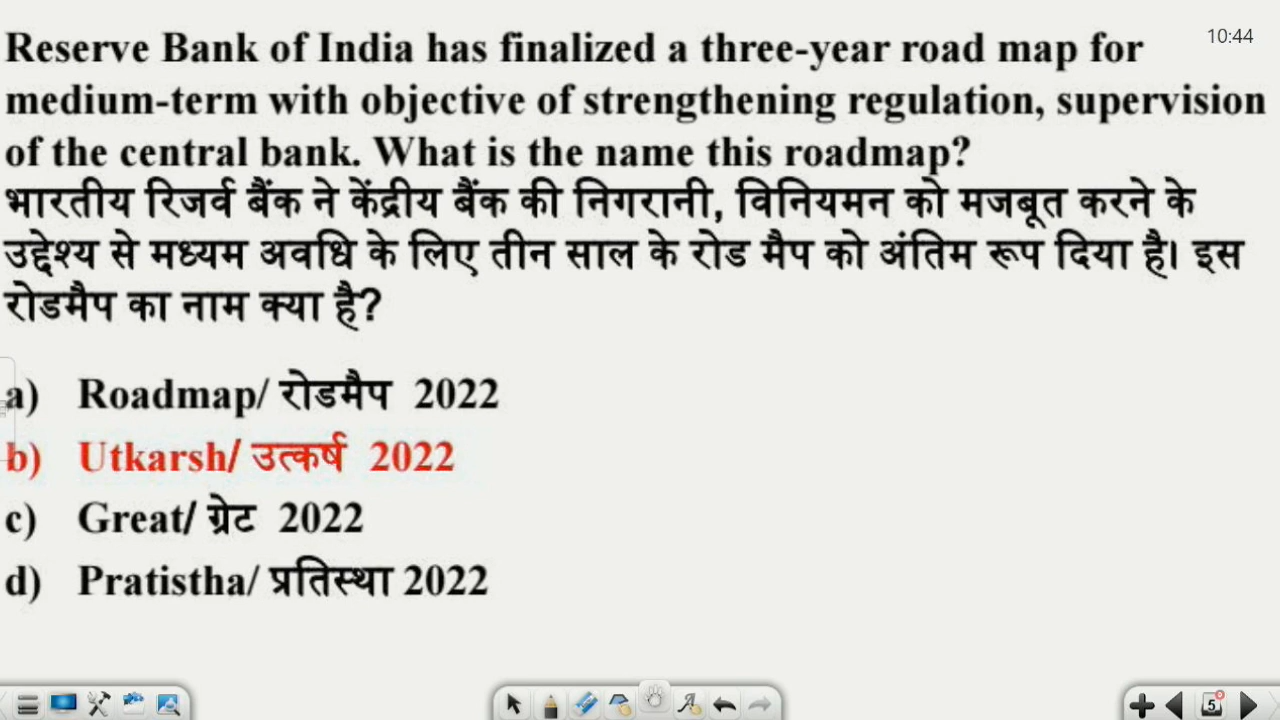 10:44
Reserve Bank of India has finalized a three-year road map for
medium-term with objective of strengthening regulation, supervision
of the central bank. What is the name this roadmap?
भारतीय रिजर्व बैंक ने केंद्रीय बैंक की निगरानी, विनियमन को मजबूत करने के
उद्देश्य से मध्यम अवधि के लिए तीन साल के रोड मैप को अंतिम रूप दिया है। इस
रोडमैप का नाम क्या है?
a) Roadmap/ रोडमैप 2022
b) Utkarsh/ उत्कर्ष 2022
c) Great/ ग्रेट 2022
d) Pratistha/ प्रतिस्था 2022
5